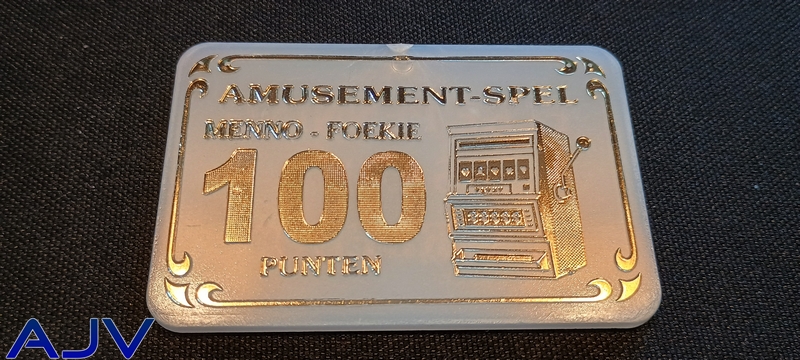 AMUSEMENT-SPEL
MENNO - FOEKIE
100
PUNTEN
AJV